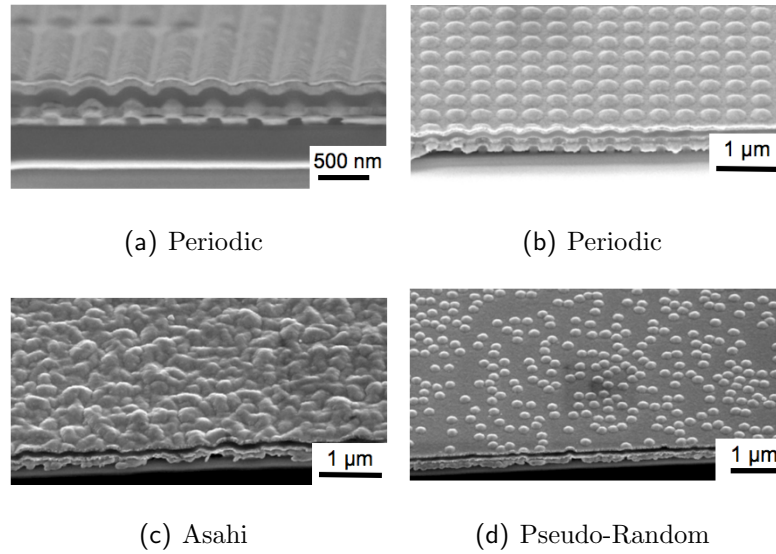 500 nm
1 µm
(a) Periodic
(b) Periodic
1 µm
1 µm
(c) Asahi
(d) Pseudo-Random